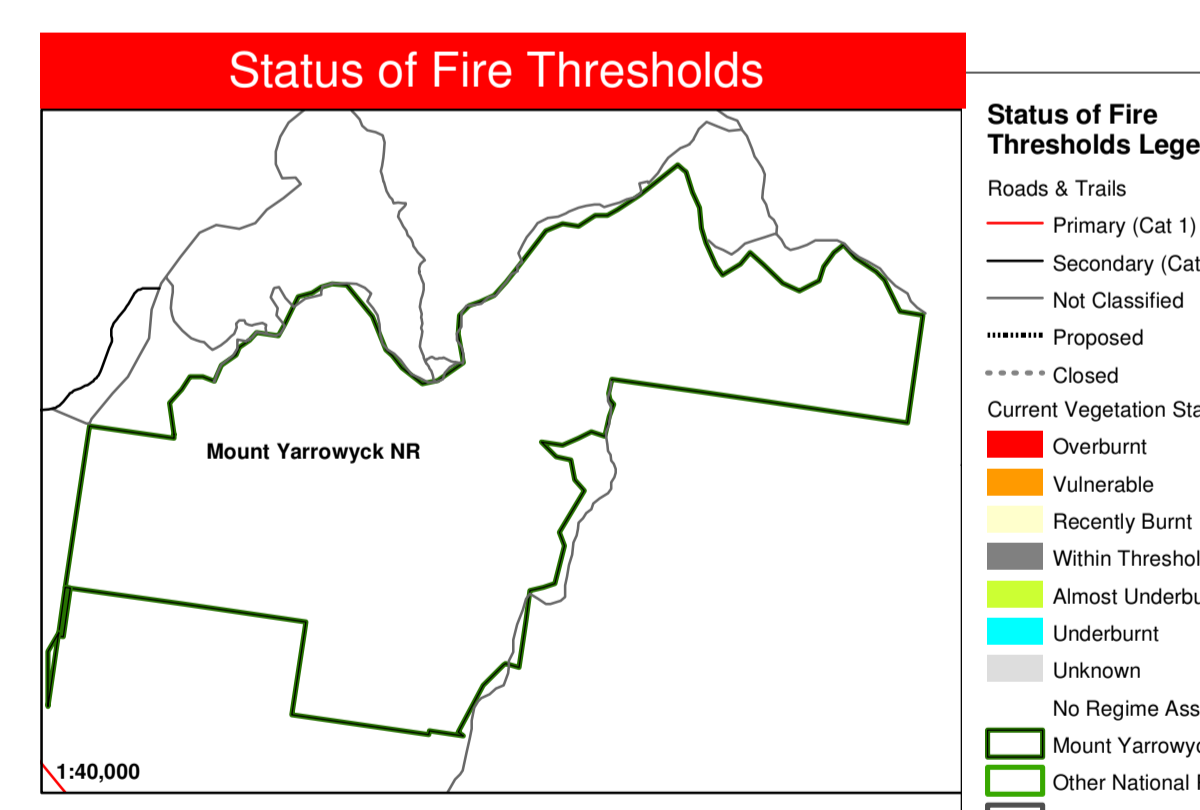 Status of Fire Thresholds
Mount Yarrowyck NR
1:40,000
Status of Fire
Thresholds Lege
Roads & Trails
Primary (Cat 1)
Secondary (Cat
Not Classified
Proposed
Closed
Current Vegetation Sta
Overburnt
Vulnerable
Recently Burnt
Within Threshol
Almost Underbu
Underburnt
Unknown
No Regime Ass
Mount Yarrowyc
Other National P